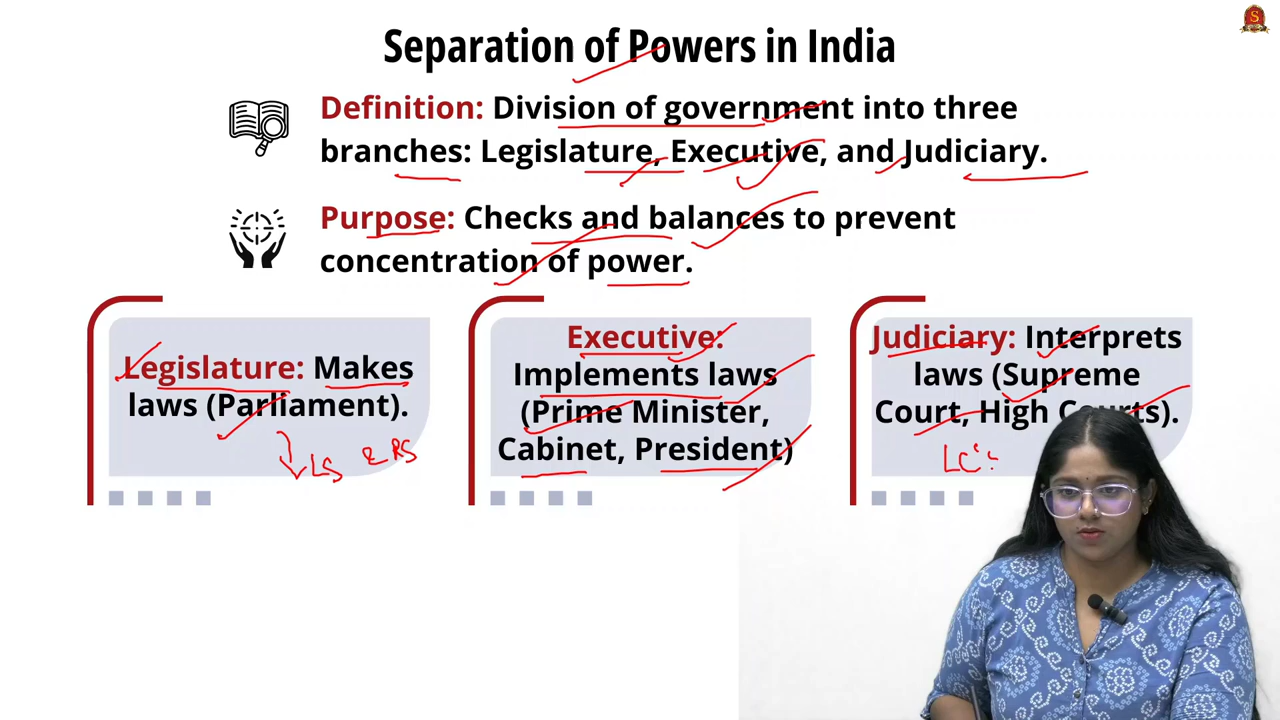 Separation of Powers in India
Definition: Division of government into three
branches: Legislature, Executive, and Judiciary.
Purpose: Checks and balances to prevent
concentration of power.
Legislature: Makes
laws (Parliament).
LS & RS
Executive:
Implements laws
(Prime Minister,
Cabinet, President)
Judiciary: Interprets
laws (Supreme
Court, High Courts).